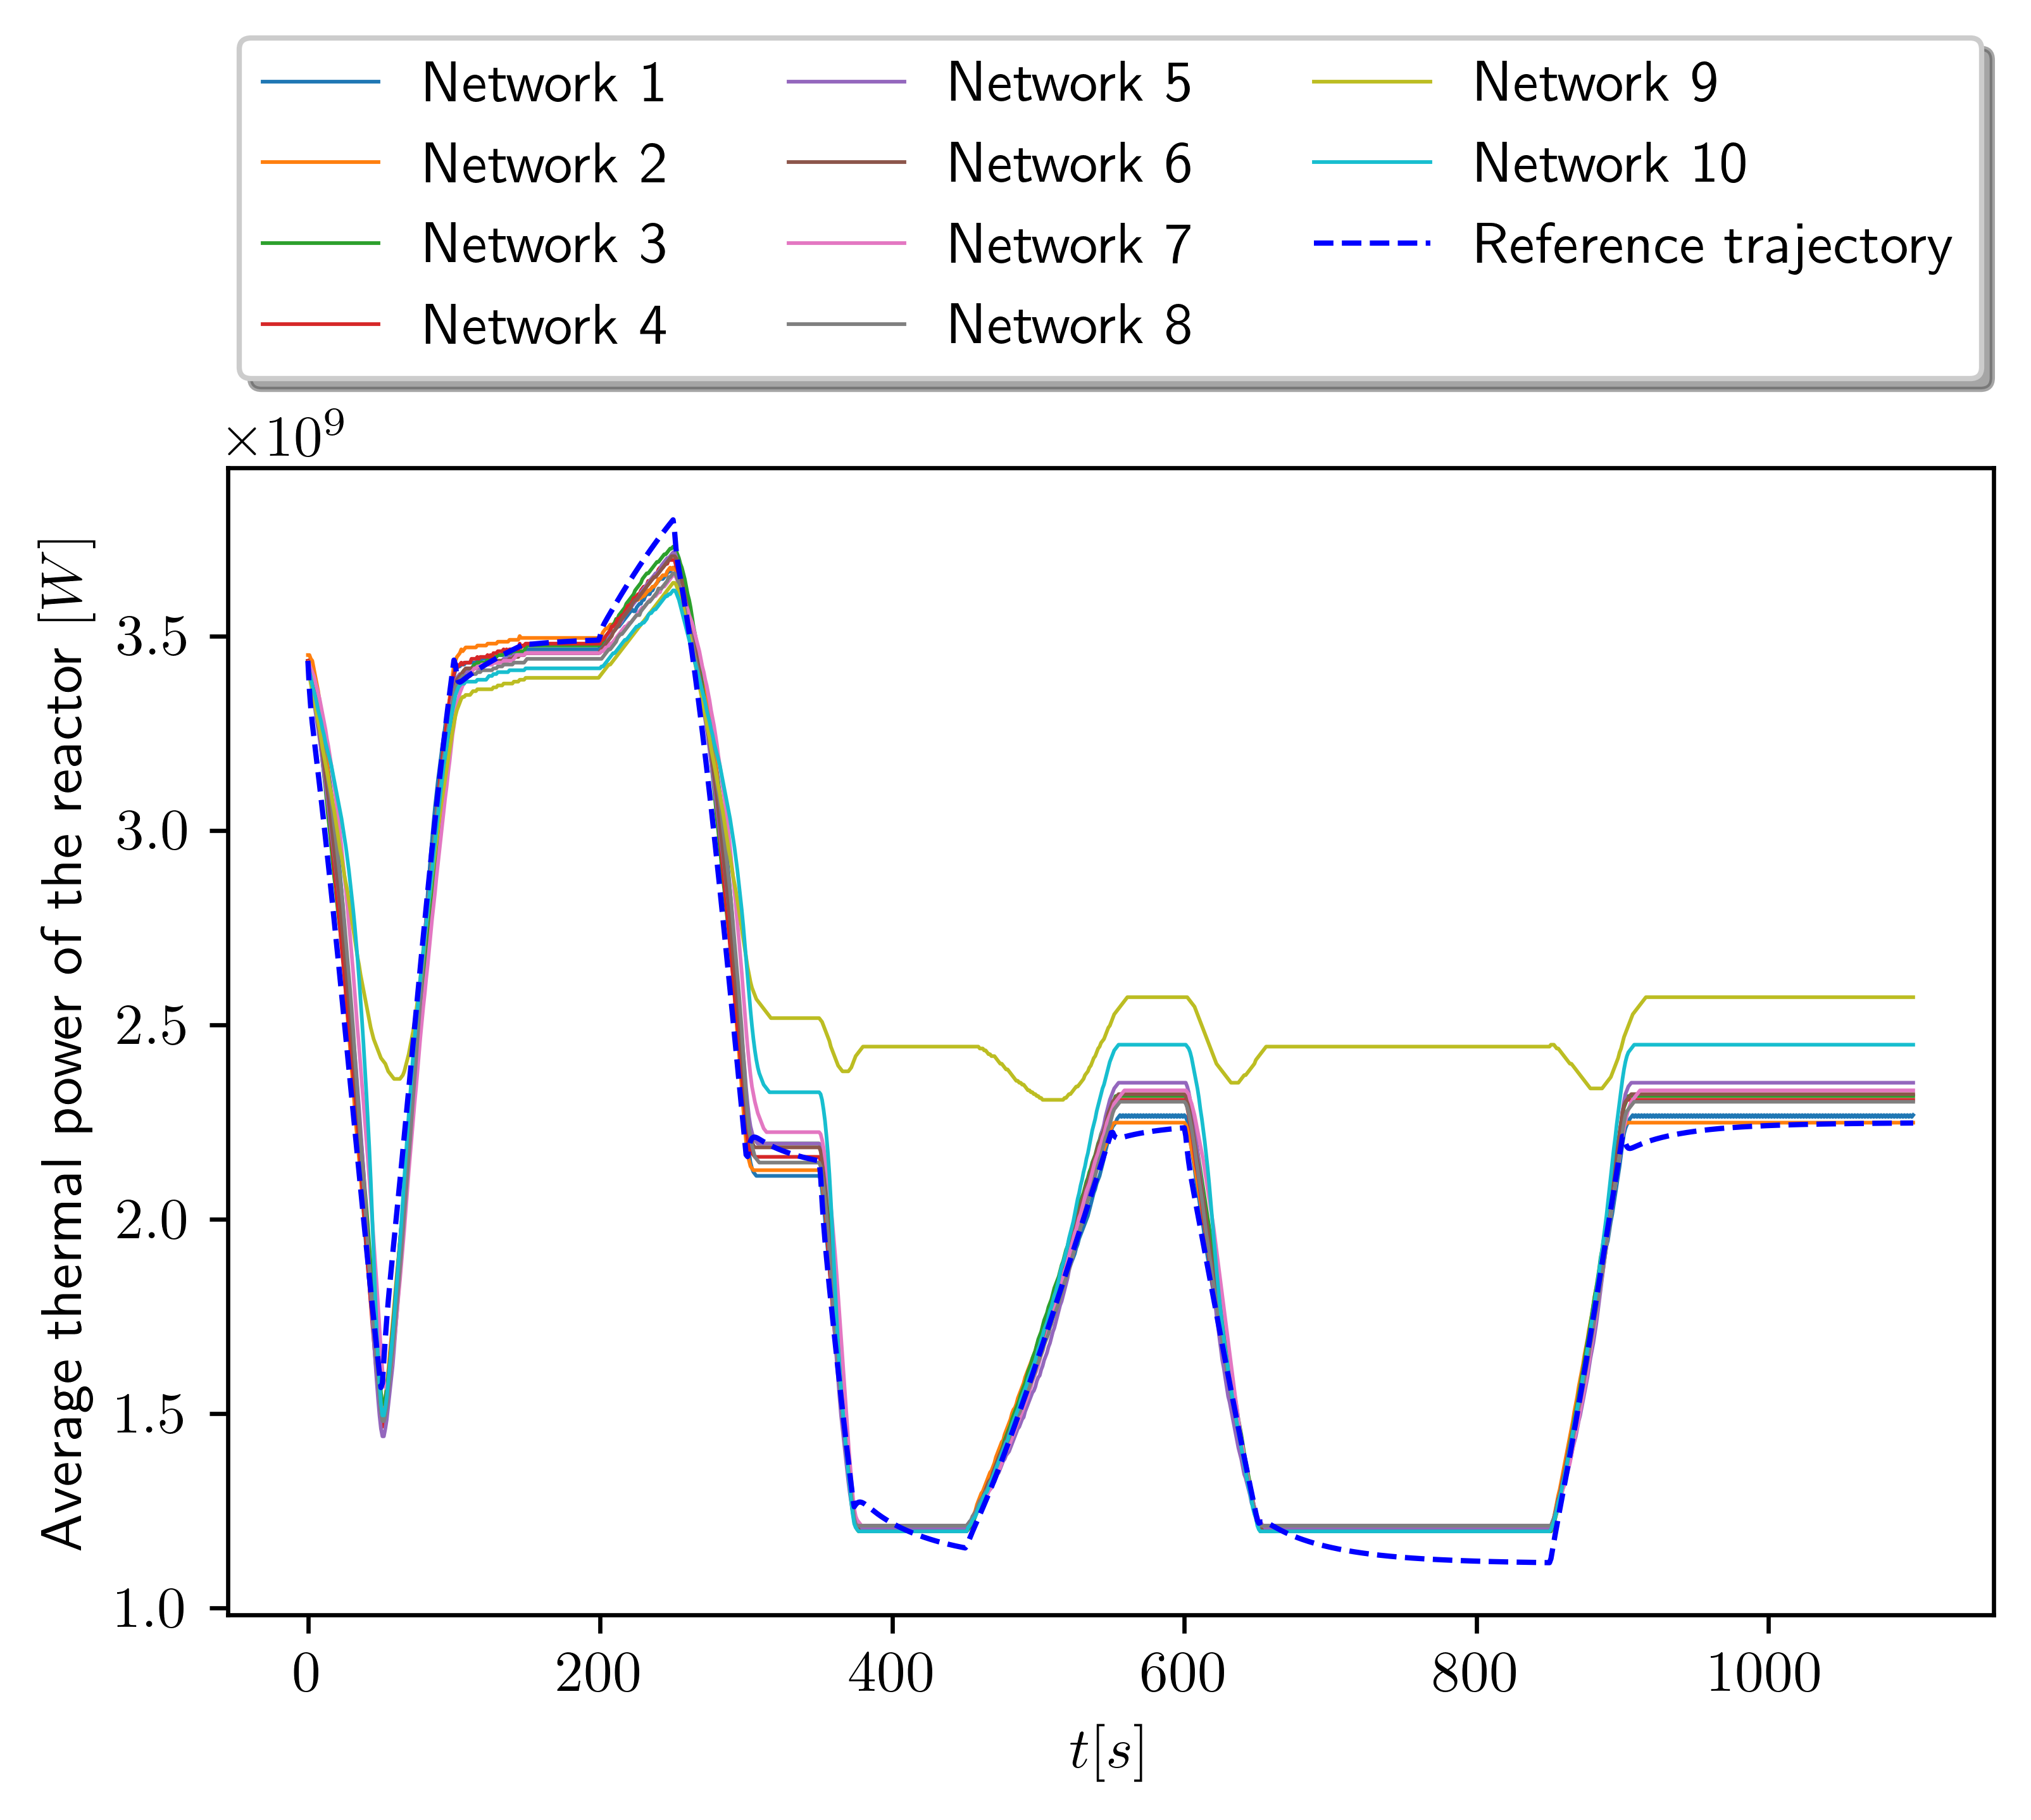 Network 1
Network 2
Network 3
Network 4
Network 5
Network 6
Network 7
Network 8
Network 9
Network 10
Reference trajectory
×10⁹
Average thermal power of the reactor [W]
3.5
3.0
2.5
2.0
1.5
1.0
0 200 400 600 800 1000
t[s]